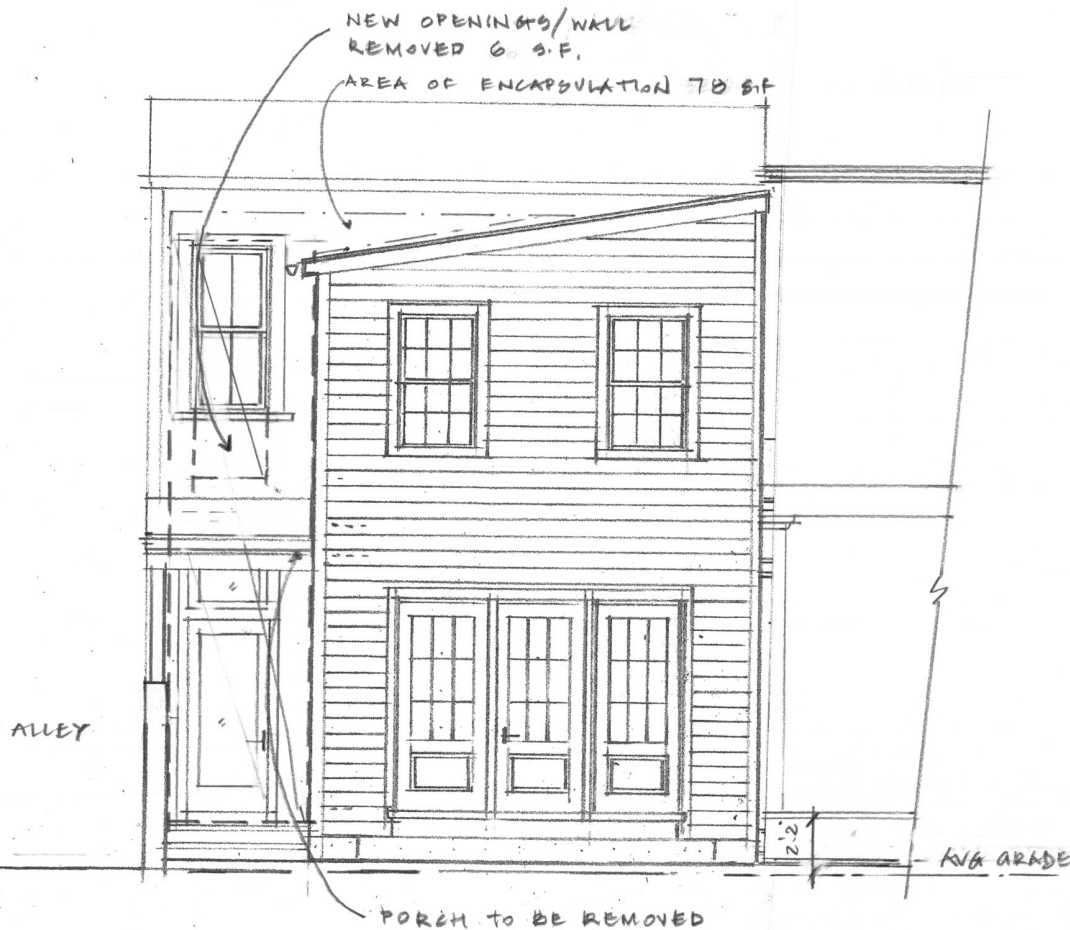 NEW OPENINGS/WALL
REMOVED 6 S.F.
AREA OF ENCAPSULATION 78 SF
ALLEY
2'2"
AVG GRADE
PORCH TO BE REMOVED